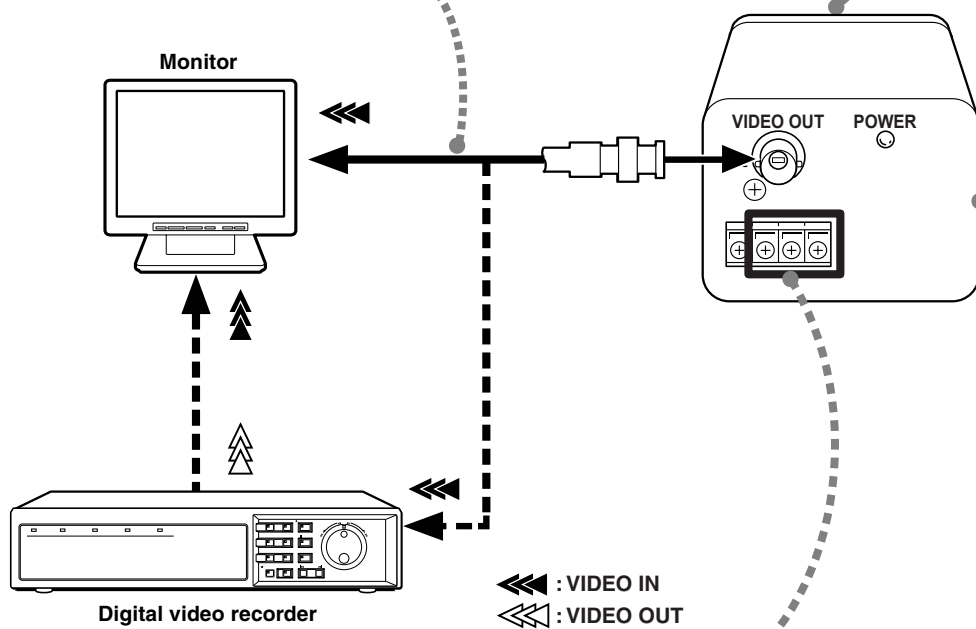 Monitor
VIDEO OUT
POWER
Digital video recorder
: VIDEO IN
: VIDEO OUT